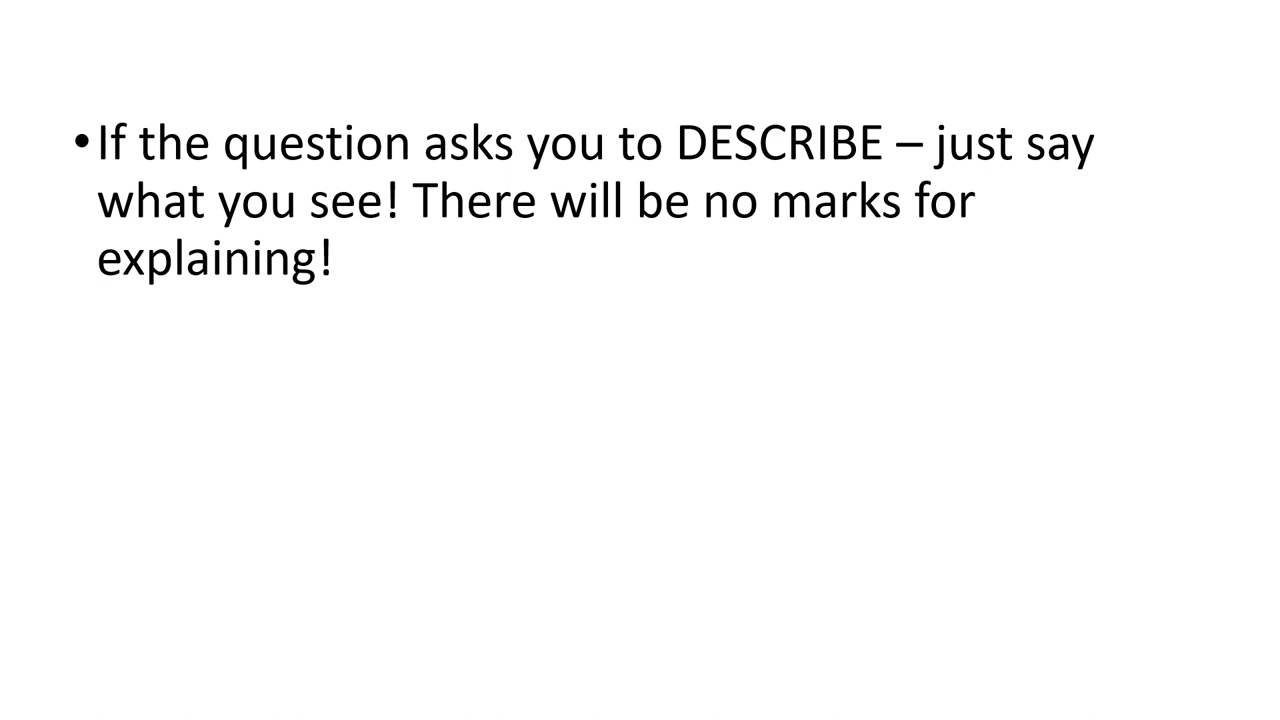 •If the question asks you to DESCRIBE – just say
what you see! There will be no marks for
explaining!